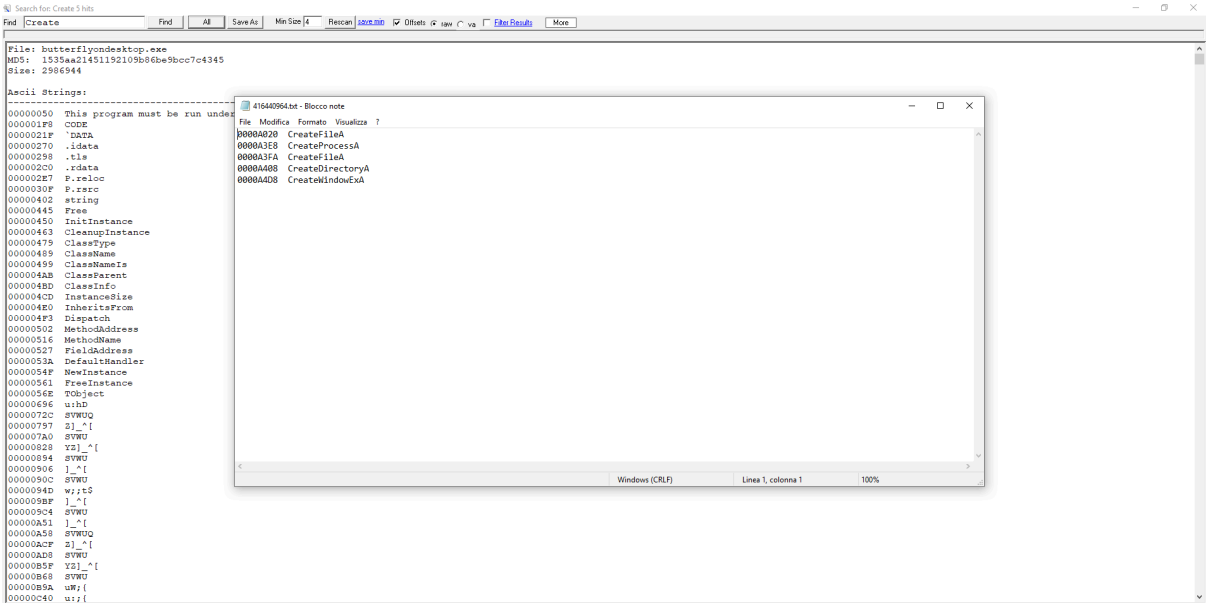 Search for: Create 5 hits
Find Create Find All Save As Min Size 4 Rescan save min Offsets raw va Filter Results More
File: butterflyondesktop.exe
MD5: 1535aa21451192109b86be9bcc7c4345
Size: 2986944
Ascii Strings:
00000050 This program must be run under
000001F8 CODE
0000021F `DATA
00000270 .idata
00000298 .tls
000002C0 .rdata
000002E7 P.reloc
0000030F P.rsrc
00000402 string
00000445 Free
00000450 InitInstance
00000463 CleanupInstance
00000479 ClassType
00000489 ClassName
00000499 ClassNameIs
000004AB ClassParent
000004BD ClassInfo
000004CD InstanceSize
000004E0 InheritsFrom
000004F3 Dispatch
00000502 MethodAddress
00000516 MethodName
00000527 FieldAddress
0000053A DefaultHandler
0000054F NewInstance
00000561 FreeInstance
0000056E TObject
00000696 u:hD
0000072C SVWUQ
00000797 Z]_^[
000007A0 SVWU
00000828 YZ]_^[
00000894 SVWU
00000906 ]_^[
0000090C SVWU
0000094D w;;t$
000009BF ]_^[
000009C4 SVWU
00000A51 ]_^[
00000A58 SVWUQ
00000ACF Z]_^[
00000AD8 SVWU
00000B5F YZ]_^[
00000B68 SVWU
00000B9A uW;{
00000C40 u:;{
416440964.txt - Blocco note
File Modifica Formato Visualizza ?
0000A020 CreateFileA
0000A3E8 CreateProcessA
0000A3FA CreateFileA
0000A408 CreateDirectoryA
0000A4D8 CreateWindowExA
Windows (CRLF) Linea 1, colonna 1 100%